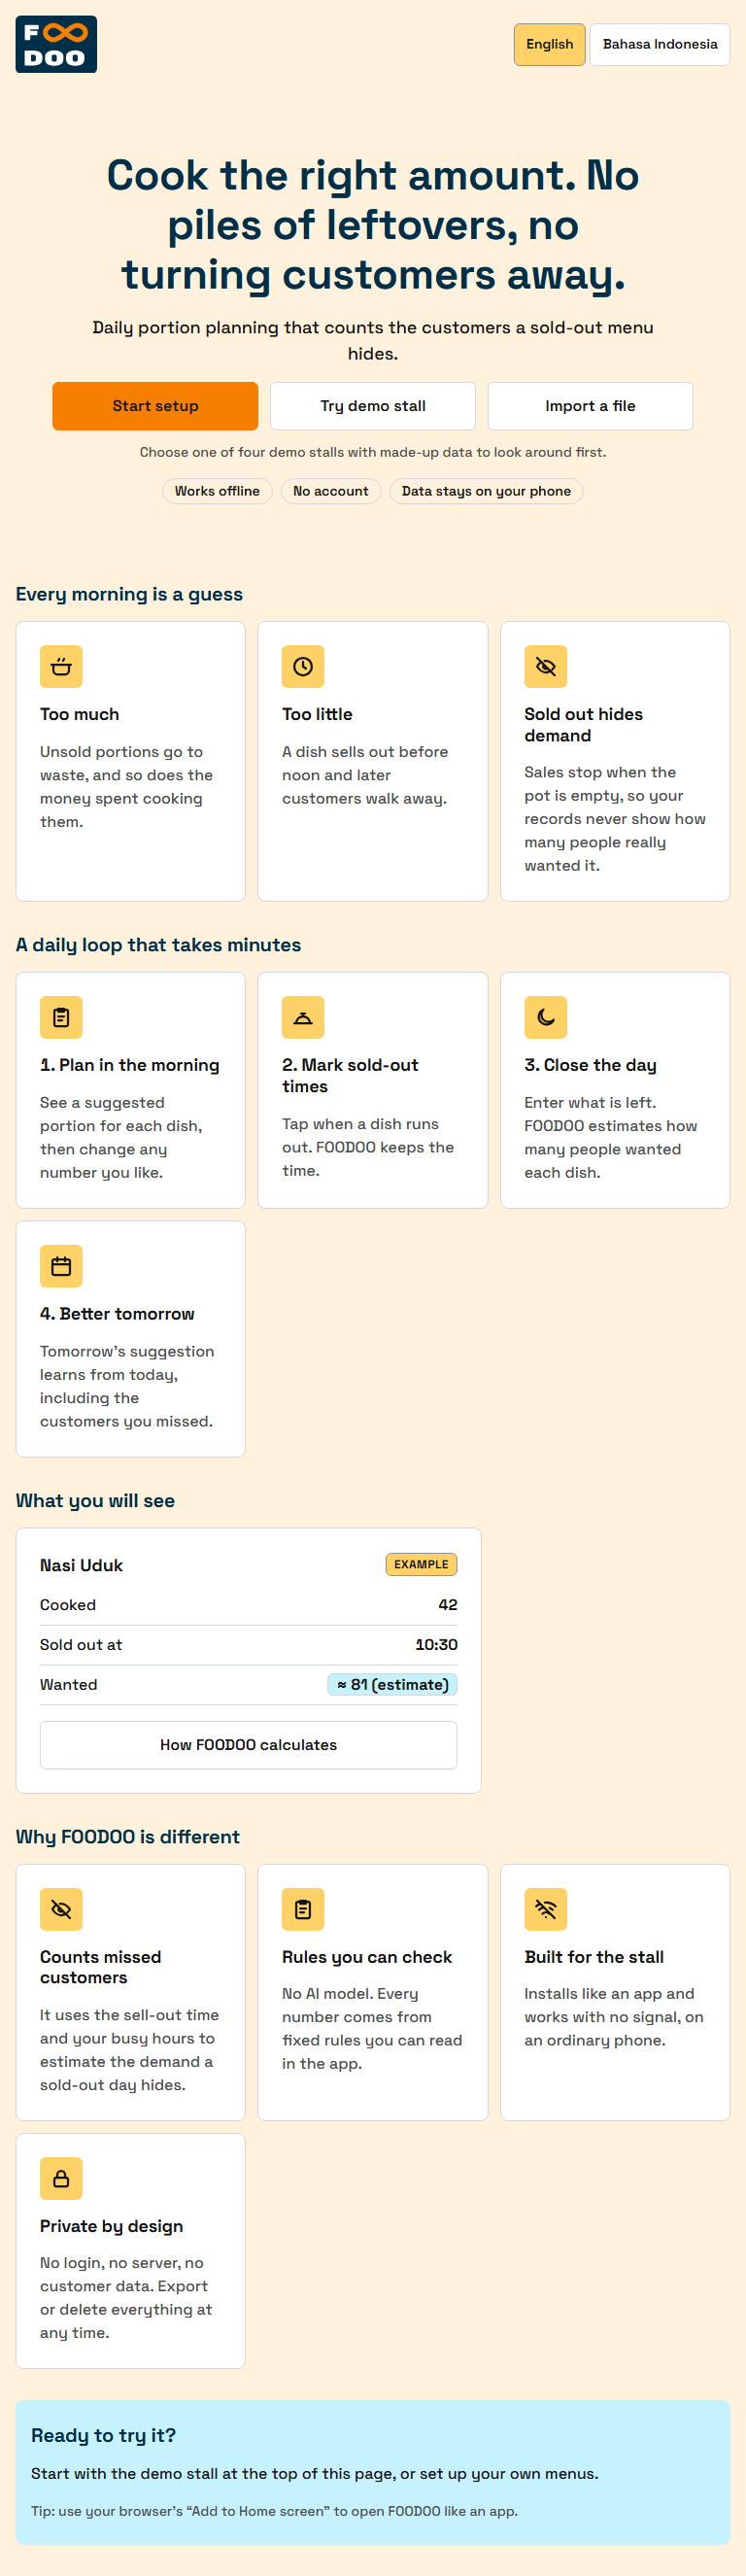 FOO
DOO
English
Bahasa Indonesia
Cook the right amount. No
piles of leftovers, no
turning customers away.
Daily portion planning that counts the customers a sold-out menu
hides.
Start setup
Try demo stall
Import a file
Choose one of four demo stalls with made-up data to look around first.
Works offline
No account
Data stays on your phone
Every morning is a guess
Too much
Unsold portions go to
waste, and so does the
money spent cooking
them.
Too little
A dish sells out before
noon and later
customers walk away.
Sold out hides
demand
Sales stop when the
pot is empty, so your
records never show how
many people really
wanted it.
A daily loop that takes minutes
1. Plan in the morning
See a suggested
portion for each dish,
then change any
number you like.
2. Mark sold-out
times
Tap when a dish runs
out. FOODOO keeps the
time.
3. Close the day
Enter what is left.
FOODOO estimates how
many people wanted
each dish.
4. Better tomorrow
Tomorrow's suggestion
learns from today,
including the
customers you missed.
What you will see
Nasi Uduk
EXAMPLE
Cooked
42
Sold out at
10:30
Wanted
≈ 81 (estimate)
How FOODOO calculates
Why FOODOO is different
Counts missed
customers
It uses the sell-out time
and your busy hours to
estimate the demand a
sold-out day hides.
Rules you can check
No AI model. Every
number comes from
fixed rules you can read
in the app.
Built for the stall
Installs like an app and
works with no signal, on
an ordinary phone.
Private by design
No login, no server, no
customer data. Export
or delete everything at
any time.
Ready to try it?
Start with the demo stall at the top of this page, or set up your own menus.
Tip: use your browser's “Add to Home screen” to open FOODOO like an app.